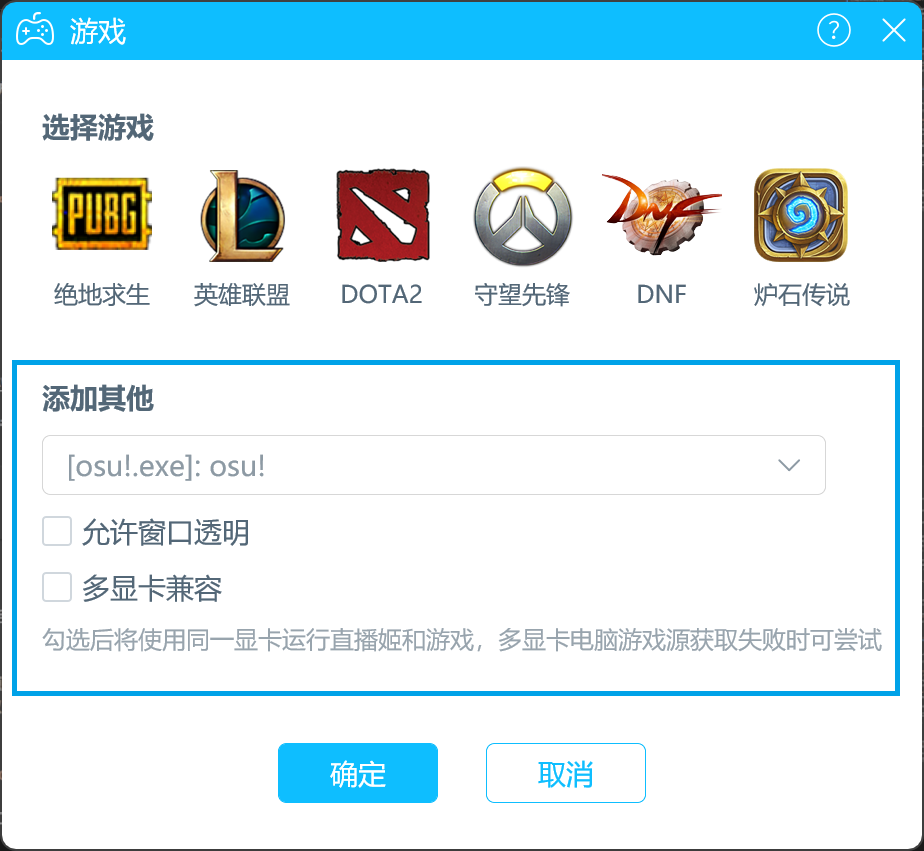 游戏
?
选择游戏
PUBG
DNF
绝地求生 英雄联盟 DOTA2 守望先锋 DNF 炉石传说
添加其他
[osu!.exe]: osu!
允许窗口透明
多显卡兼容
勾选后将使用同一显卡运行直播姬和游戏，多显卡电脑游戏源获取失败时可尝试
确定 取消